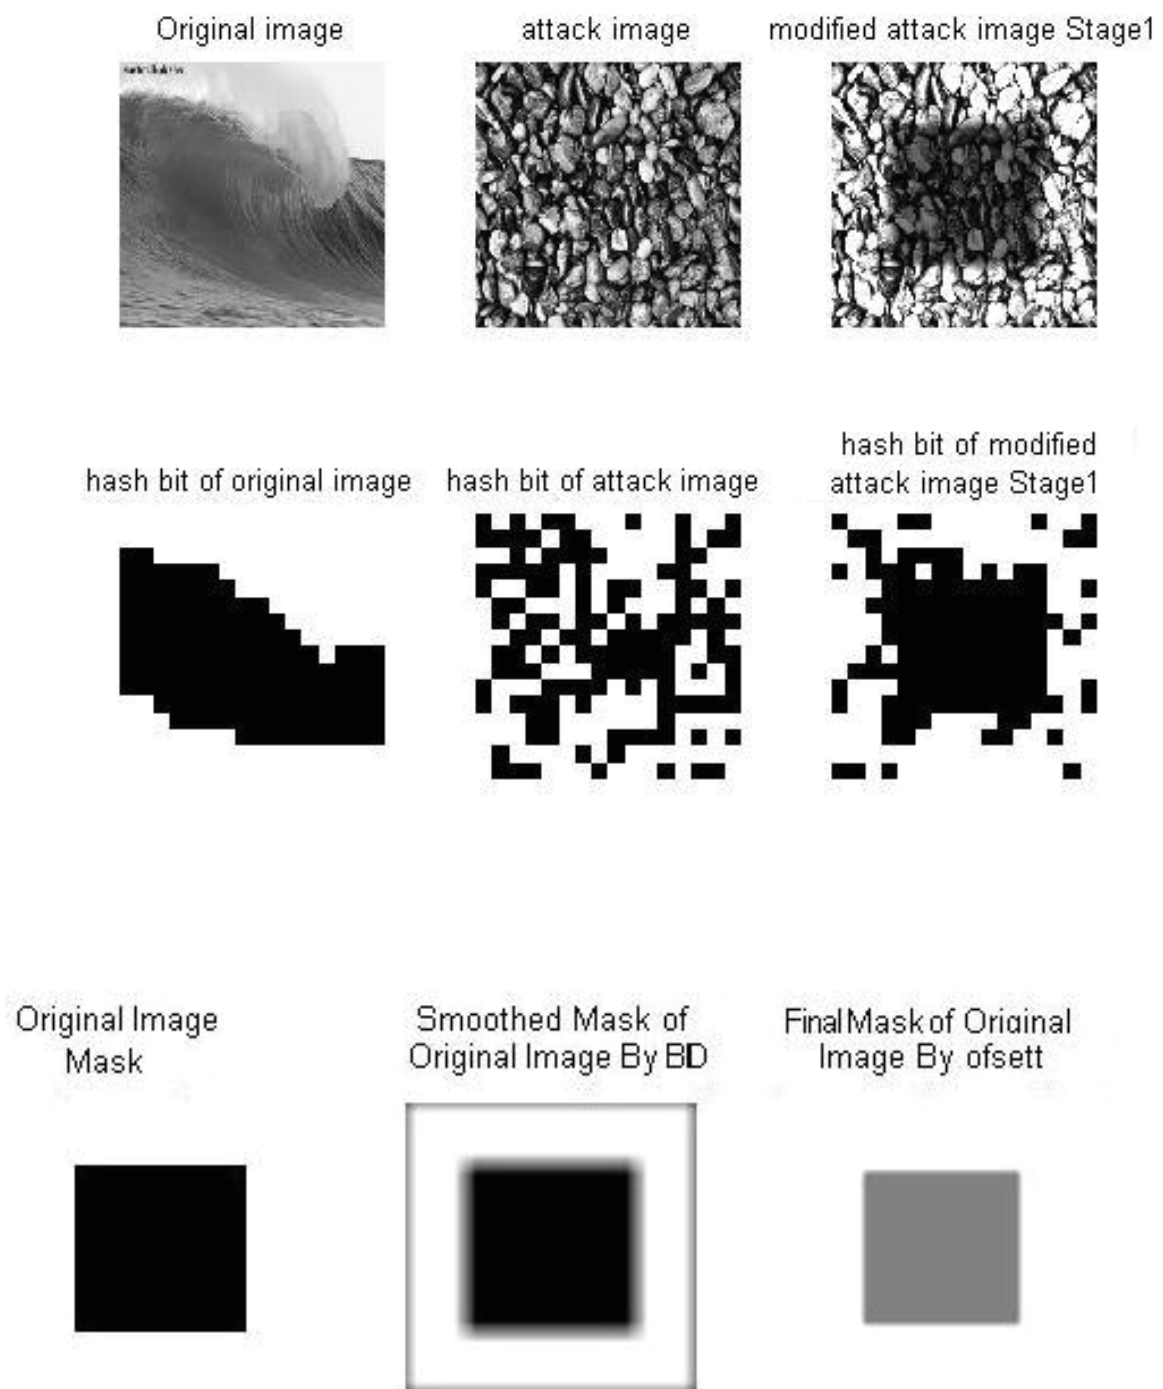 Original image
attack image
modified attack image Stage1
hash bit of original image
hash bit of attack image
hash bit of modified
attack image Stage1
Original Image
Mask
Smoothed Mask of
Original Image By BD
Final Mask of Original
Image By ofsett